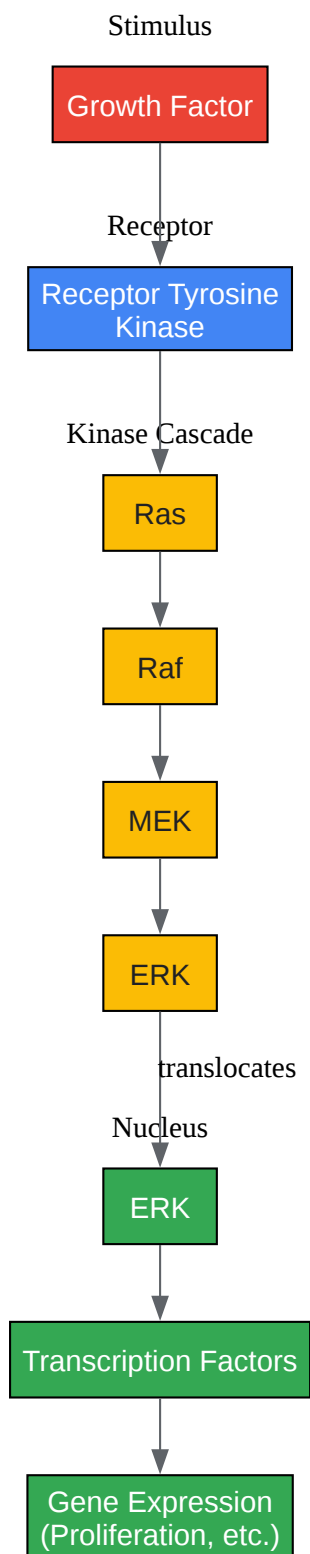 Stimulus
Growth Factor
Receptor
Receptor Tyrosine
Kinase
Kinase Cascade
Ras
Raf
MEK
ERK
translocates
Nucleus
ERK
Transcription Factors
Gene Expression
(Proliferation, etc.)